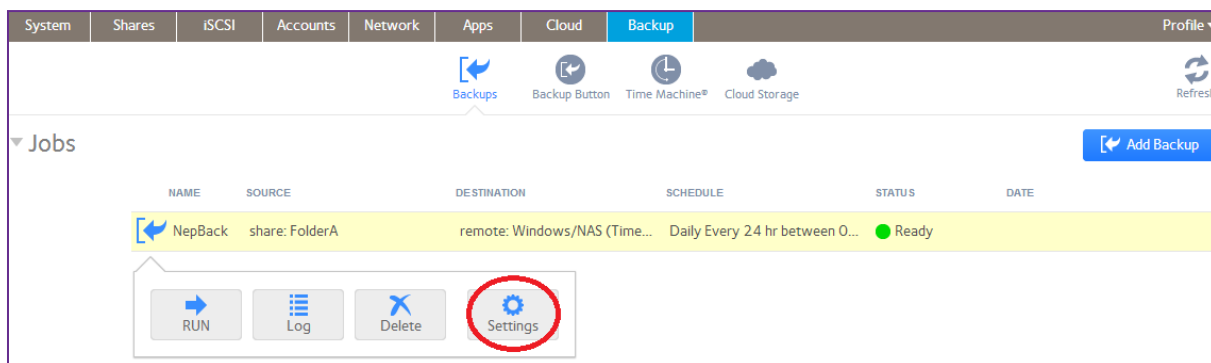 System Shares iSCSI Accounts Network Apps Cloud Backup Profile
Backups Backup Button Time Machine® Cloud Storage Refresh
Jobs Add Backup
NAME SOURCE DESTINATION SCHEDULE STATUS DATE
NepBack share: FolderA remote: Windows/NAS (Time... Daily Every 24 hr between 0... Ready
RUN Log Delete Settings